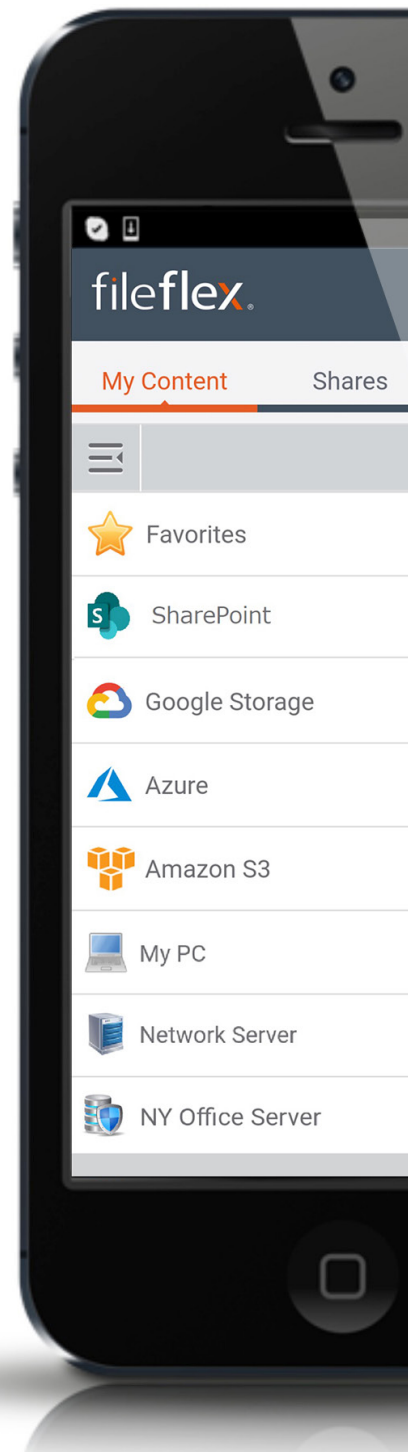 fileflex®
My Content Shares
Favorites
SharePoint
Google Storage
Azure
Amazon S3
My PC
Network Server
NY Office Server